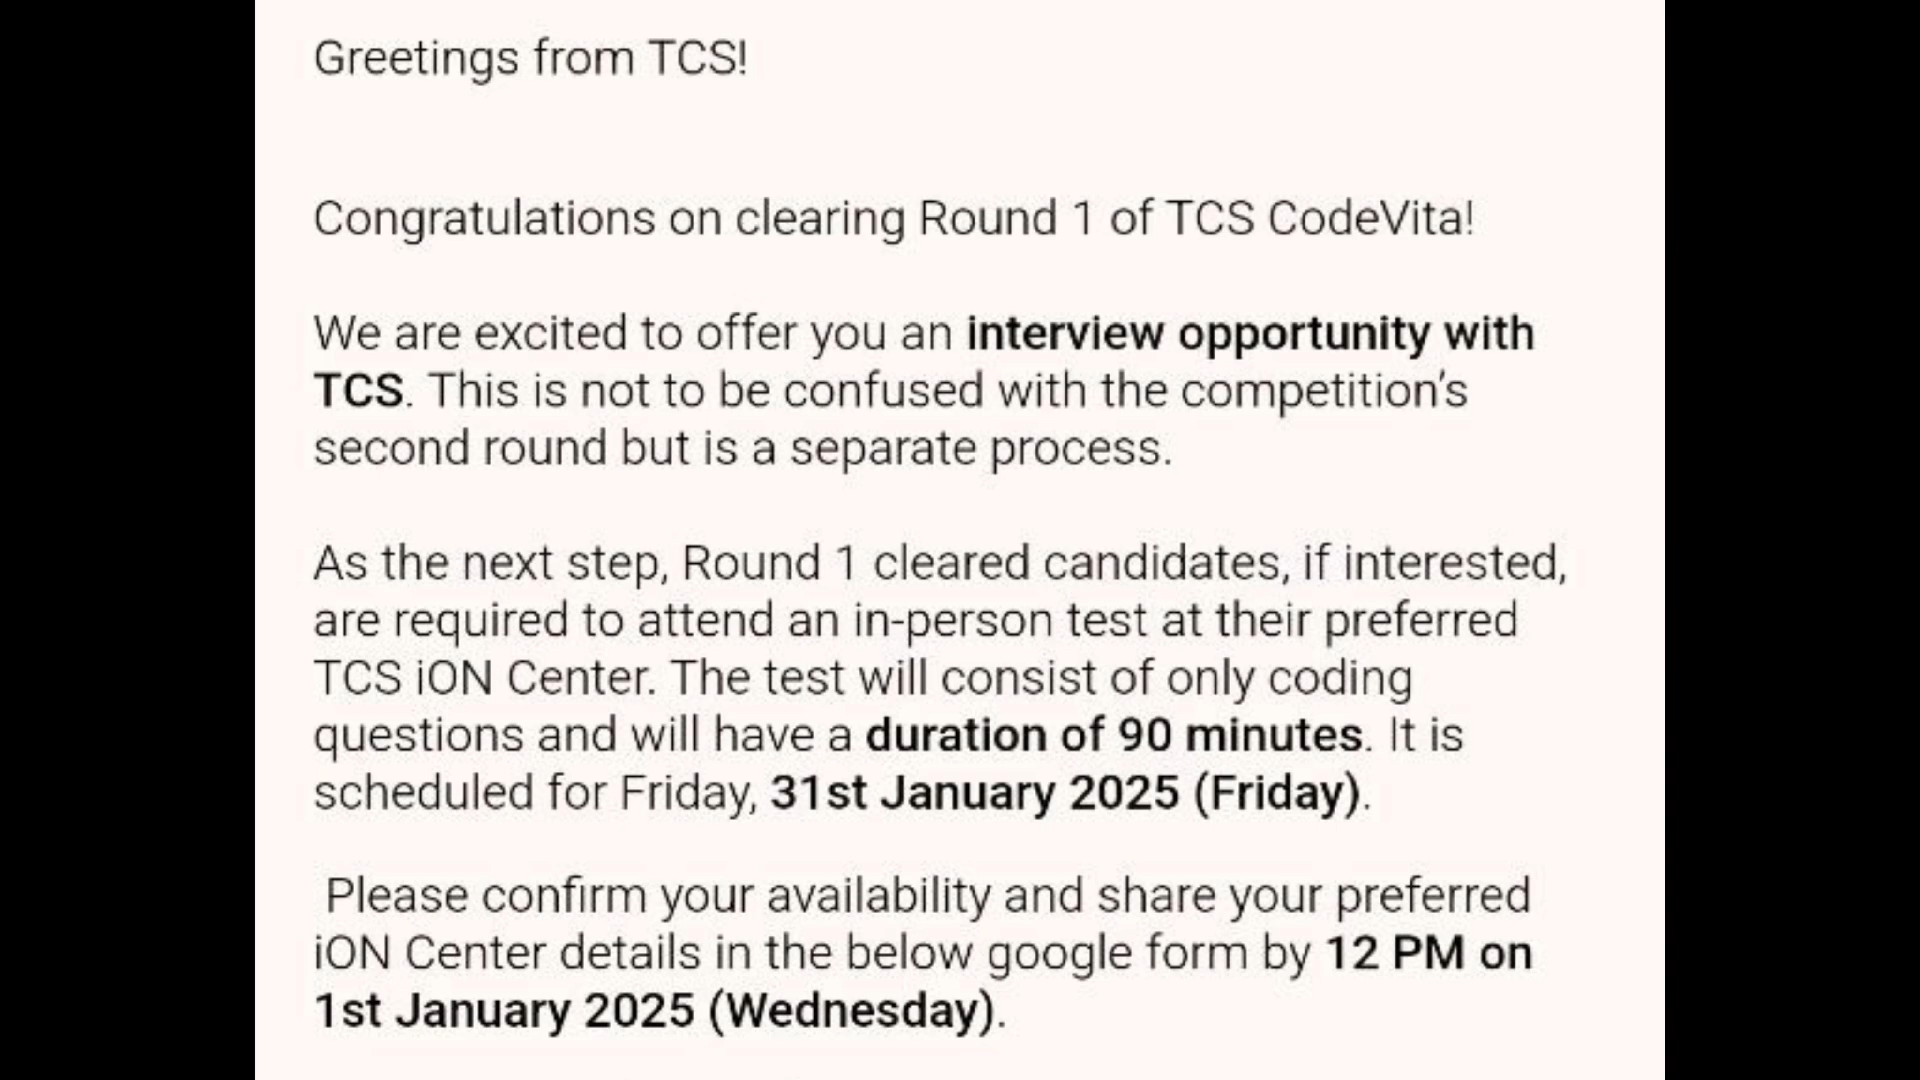 Greetings from TCS!
Congratulations on clearing Round 1 of TCS CodeVita!
We are excited to offer you an interview opportunity with
TCS. This is not to be confused with the competition's
second round but is a separate process.
As the next step, Round 1 cleared candidates, if interested,
are required to attend an in-person test at their preferred
TCS iON Center. The test will consist of only coding
questions and will have a duration of 90 minutes. It is
scheduled for Friday, 31st January 2025 (Friday).
Please confirm your availability and share your preferred
iON Center details in the below google form by 12 PM on
1st January 2025 (Wednesday).